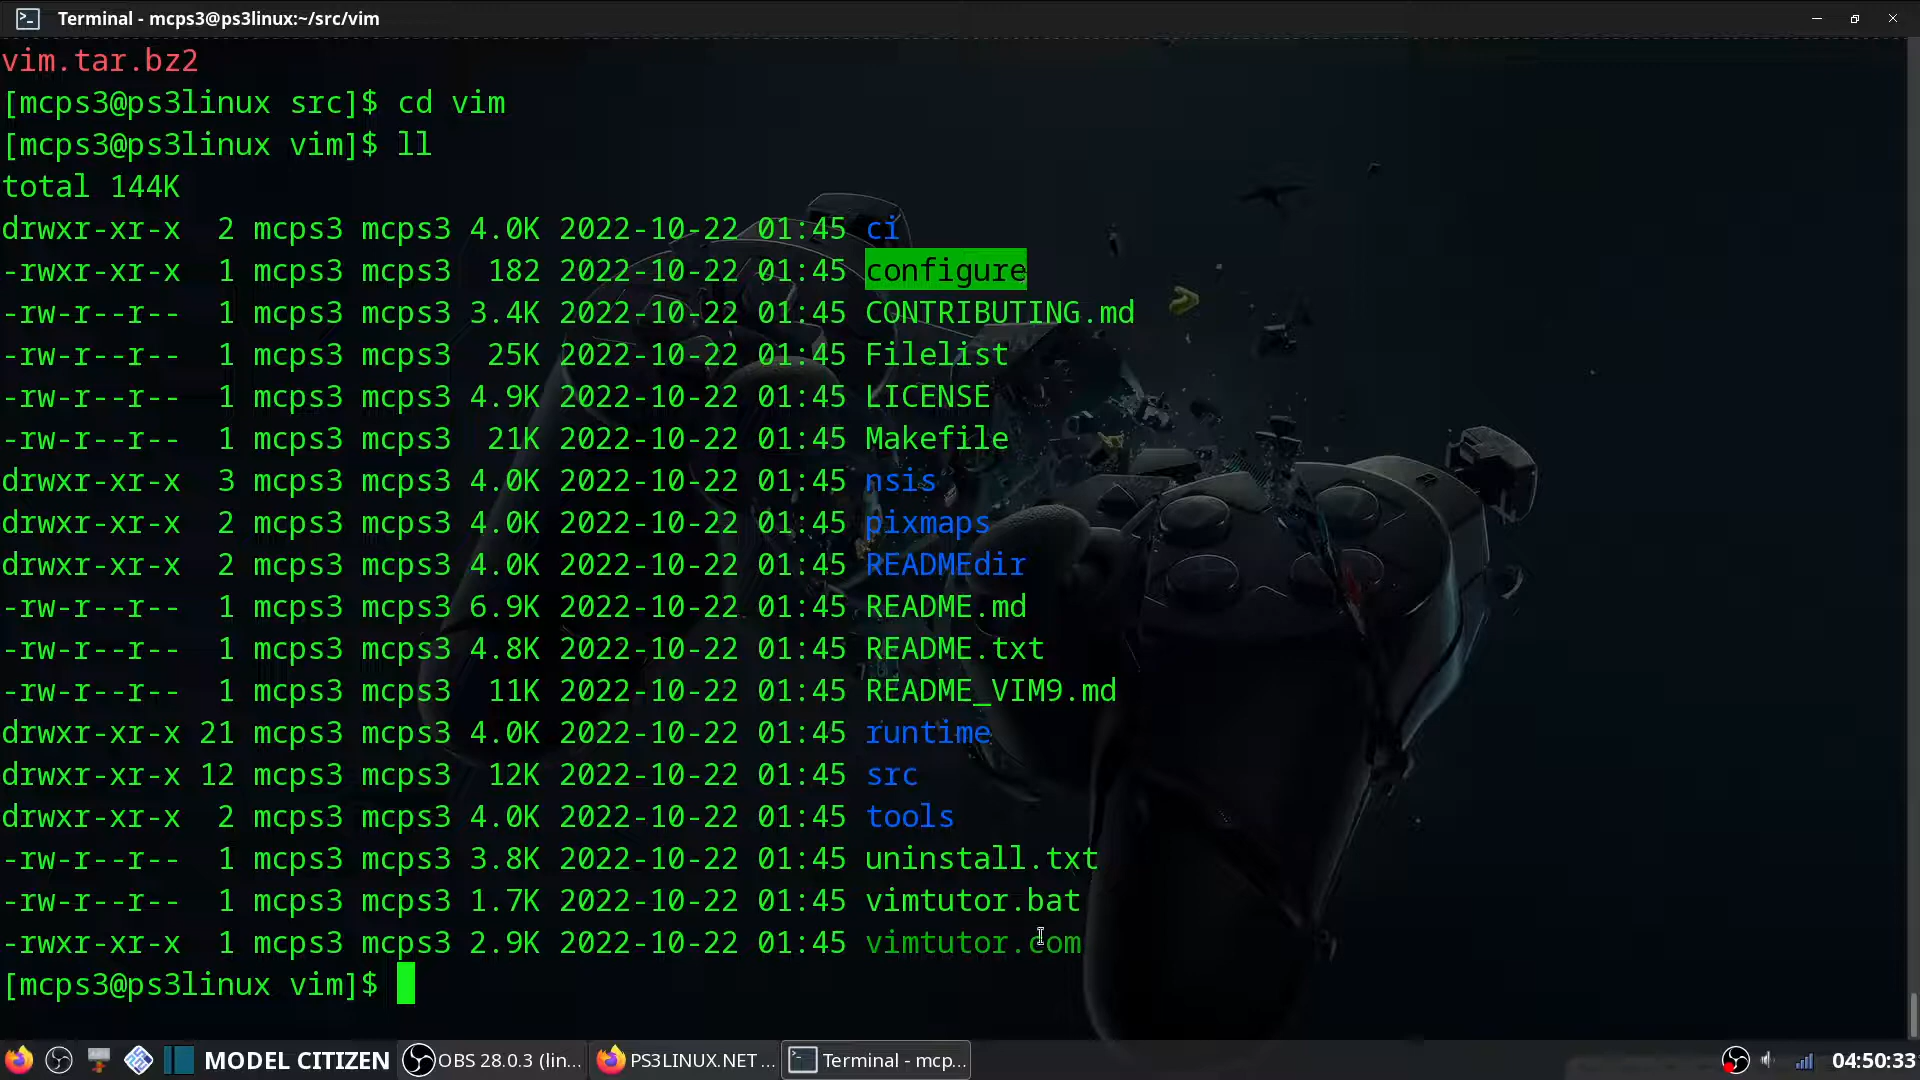 Terminal - mcps3@ps3linux:~/src/vim
vim.tar.bz2
[mcps3@ps3linux src]$ cd vim
[mcps3@ps3linux vim]$ ll
total 144K
drwxr-xr-x  2 mcps3 mcps3 4.0K 2022-10-22 01:45 ci
-rwxr-xr-x  1 mcps3 mcps3  182 2022-10-22 01:45 configure
-rw-r--r--  1 mcps3 mcps3 3.4K 2022-10-22 01:45 CONTRIBUTING.md
-rw-r--r--  1 mcps3 mcps3  25K 2022-10-22 01:45 Filelist
-rw-r--r--  1 mcps3 mcps3 4.9K 2022-10-22 01:45 LICENSE
-rw-r--r--  1 mcps3 mcps3  21K 2022-10-22 01:45 Makefile
drwxr-xr-x  3 mcps3 mcps3 4.0K 2022-10-22 01:45 nsis
drwxr-xr-x  2 mcps3 mcps3 4.0K 2022-10-22 01:45 pixmaps
drwxr-xr-x  2 mcps3 mcps3 4.0K 2022-10-22 01:45 READMEdir
-rw-r--r--  1 mcps3 mcps3 6.9K 2022-10-22 01:45 README.md
-rw-r--r--  1 mcps3 mcps3 4.8K 2022-10-22 01:45 README.txt
-rw-r--r--  1 mcps3 mcps3  11K 2022-10-22 01:45 README_VIM9.md
drwxr-xr-x 21 mcps3 mcps3 4.0K 2022-10-22 01:45 runtime
drwxr-xr-x 12 mcps3 mcps3  12K 2022-10-22 01:45 src
drwxr-xr-x  2 mcps3 mcps3 4.0K 2022-10-22 01:45 tools
-rw-r--r--  1 mcps3 mcps3 3.8K 2022-10-22 01:45 uninstall.txt
-rw-r--r--  1 mcps3 mcps3 1.7K 2022-10-22 01:45 vimtutor.bat
-rwxr-xr-x  1 mcps3 mcps3 2.9K 2022-10-22 01:45 vimtutor.com
[mcps3@ps3linux vim]$
MODEL CITIZEN OBS 28.0.3 (lin... PS3LINUX.NET ... Terminal - mcp... 04:50:33